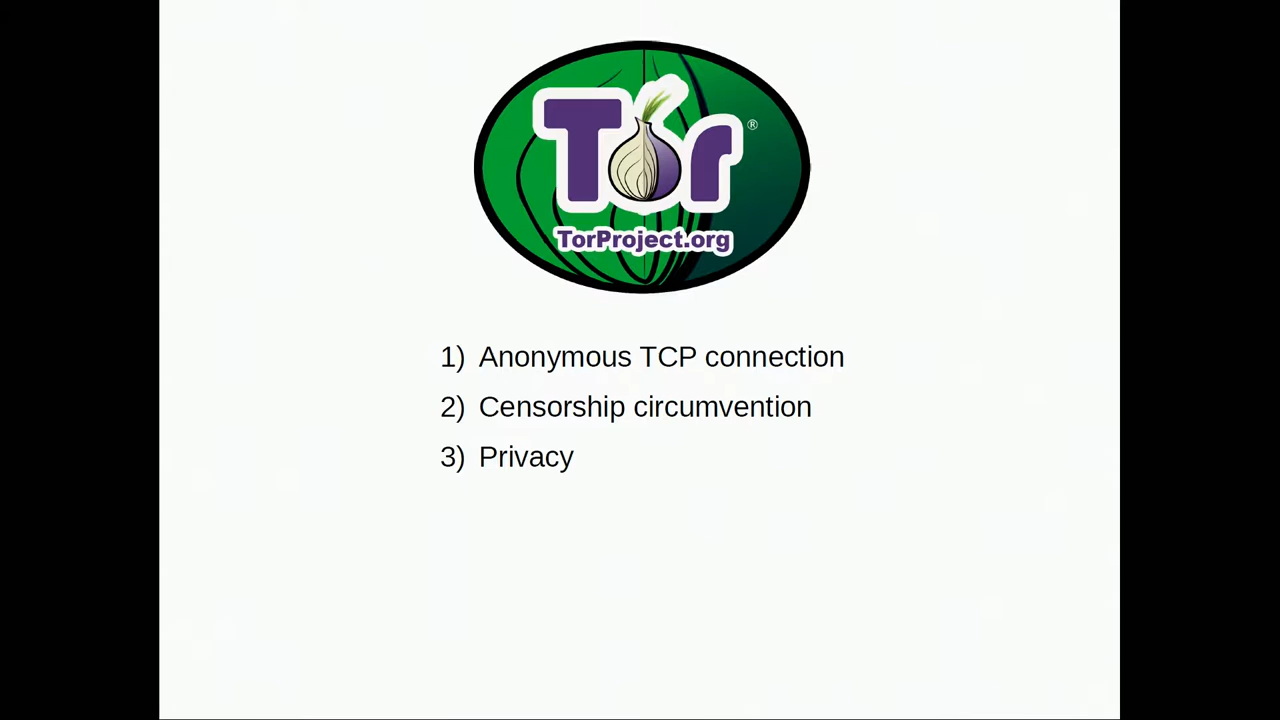 Tor®
TorProject.org
1) Anonymous TCP connection
2) Censorship circumvention
3) Privacy